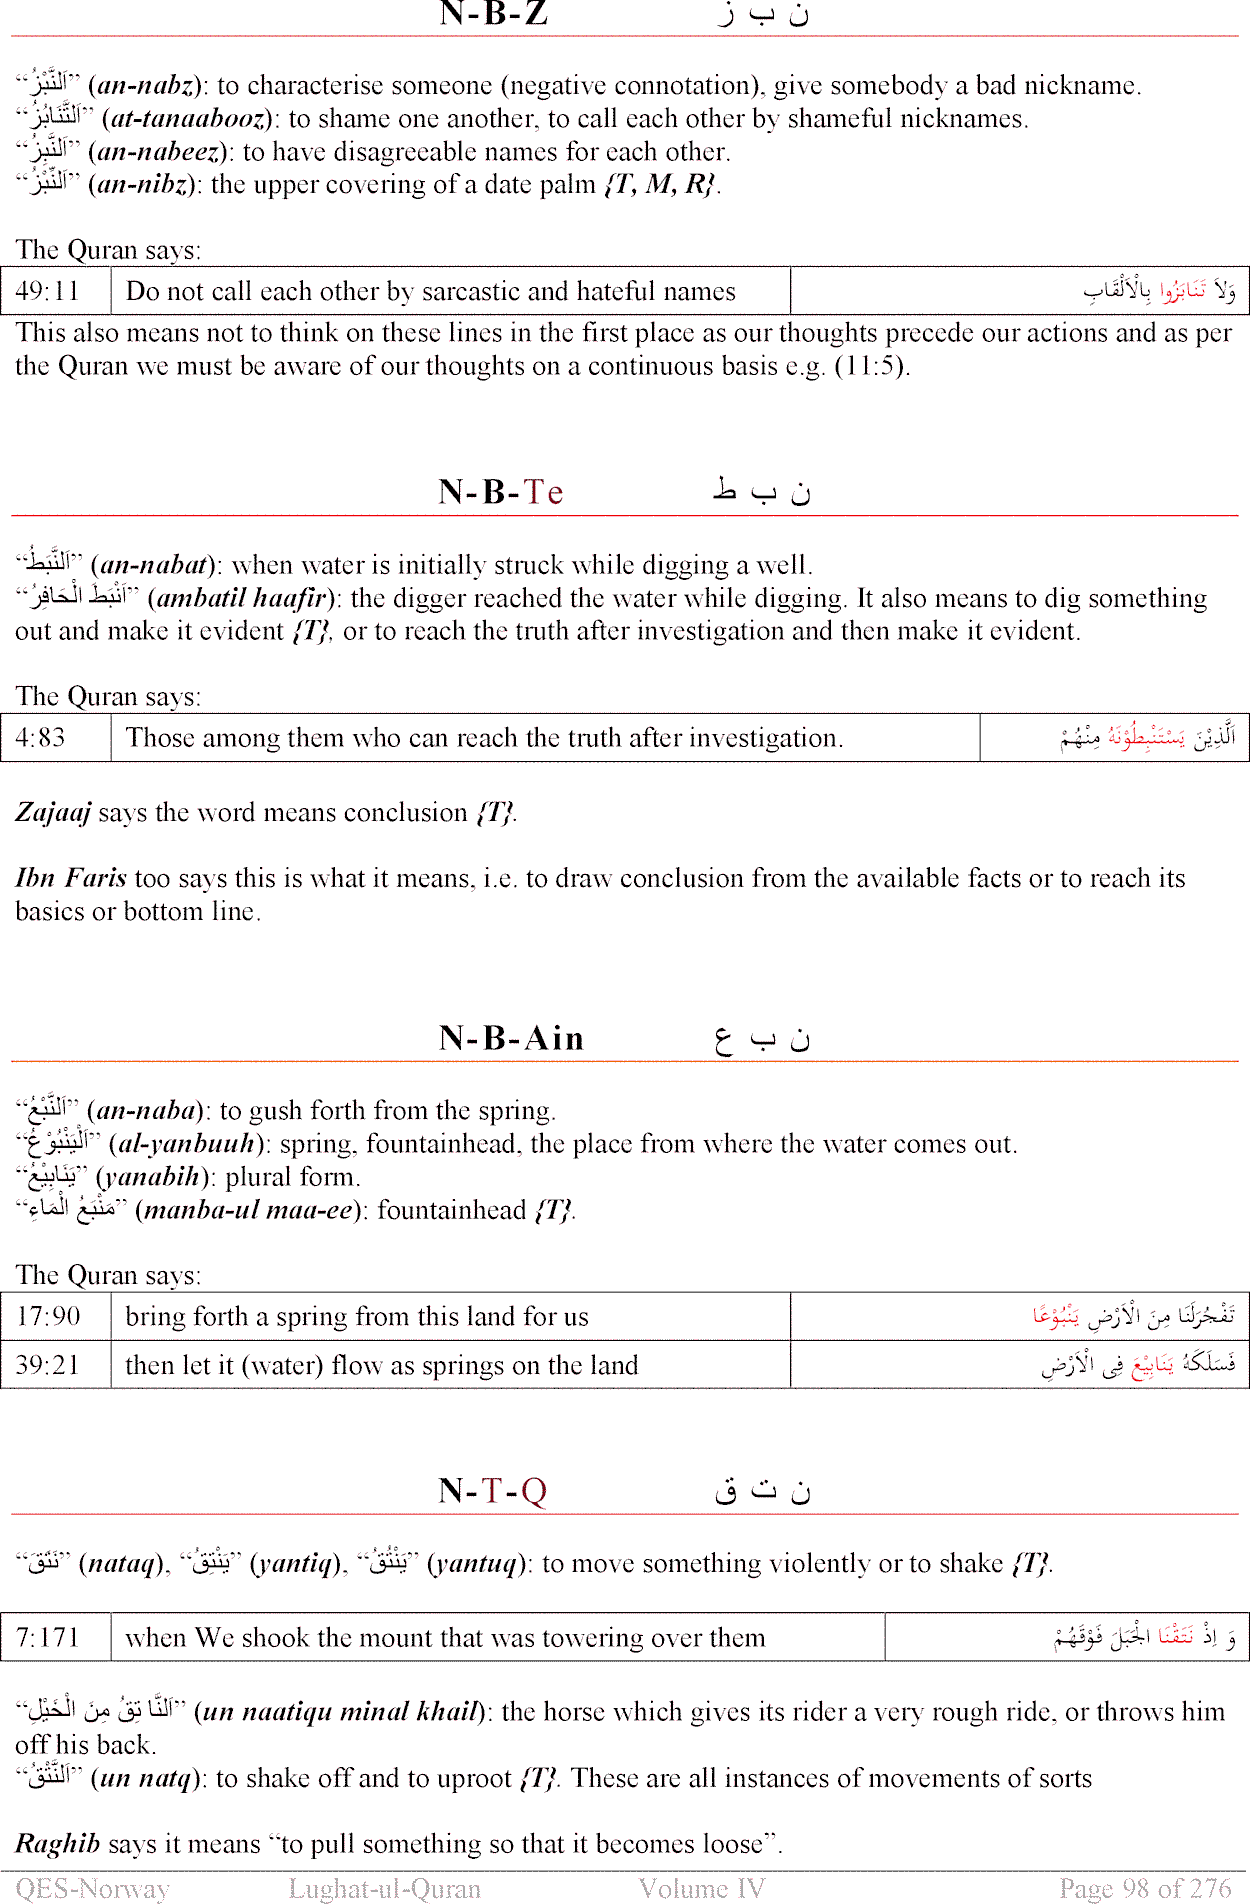 N-B-Z ن ب ز
“اَلنَّبْزُ” (an-nabz): to characterise someone (negative connotation), give somebody a bad nickname.
“اَلتَّنَابُزُ” (at-tanaabooz): to shame one another, to call each other by shameful nicknames.
“اَلنَّبِزُ” (an-nabeez): to have disagreeable names for each other.
“اَلنِّبْزُ” (an-nibz): the upper covering of a date palm {T, M, R}.
The Quran says:
49:11 Do not call each other by sarcastic and hateful names وَلاَ تَنَابَزُوا بِالْاَلْقَابِ
This also means not to think on these lines in the first place as our thoughts precede our actions and as per
the Quran we must be aware of our thoughts on a continuous basis e.g. (11:5).
N-B-Te ن ب ط
“اَلنَّبَطُ” (an-nabat): when water is initially struck while digging a well.
“اَنْبَطَ الْحَافِرُ” (ambatil haafir): the digger reached the water while digging. It also means to dig something
out and make it evident {T}, or to reach the truth after investigation and then make it evident.
The Quran says:
4:83 Those among them who can reach the truth after investigation. اَلَّذِيْنَ يَسْتَنْبِطُوْنَهُ مِنْهُمْ
Zajaaj says the word means conclusion {T}.
Ibn Faris too says this is what it means, i.e. to draw conclusion from the available facts or to reach its
basics or bottom line.
N-B-Ain ن ب ع
“اَلنَّبْعُ” (an-naba): to gush forth from the spring.
“اَلْيَنْبُوْعُ” (al-yanbuuh): spring, fountainhead, the place from where the water comes out.
“يَنَابِيْعُ” (yanabih): plural form.
“مَنْبَعُ الْمَاءِ” (manba-ul maa-ee): fountainhead {T}.
The Quran says:
17:90 bring forth a spring from this land for us تَفْجُرَلَنَا مِنَ الْاَرْضِ يَنْبُوْعًا
39:21 then let it (water) flow as springs on the land فَسَلَكَهُ يَنَابِيْعَ فِى الْاَرْضِ
N-T-Q ن ت ق
“نَتَقَ” (nataq), “يَنْتِقُ” (yantiq), “يَنْتُقُ” (yantuq): to move something violently or to shake {T}.
7:171 when We shook the mount that was towering over them وَ اِذْ نَتَقْنَا الْجَبَلَ فَوْقَهُمْ
“اَلنَّاتِقُ مِنَ الْخَيْلِ” (un naatiqu minal khail): the horse which gives its rider a very rough ride, or throws him
off his back.
“اَلنَّتْقُ” (un natq): to shake off and to uproot {T}. These are all instances of movements of sorts
Raghib says it means “to pull something so that it becomes loose”.
QES-Norway Lughat-ul-Quran Volume IV Page 98 of 276